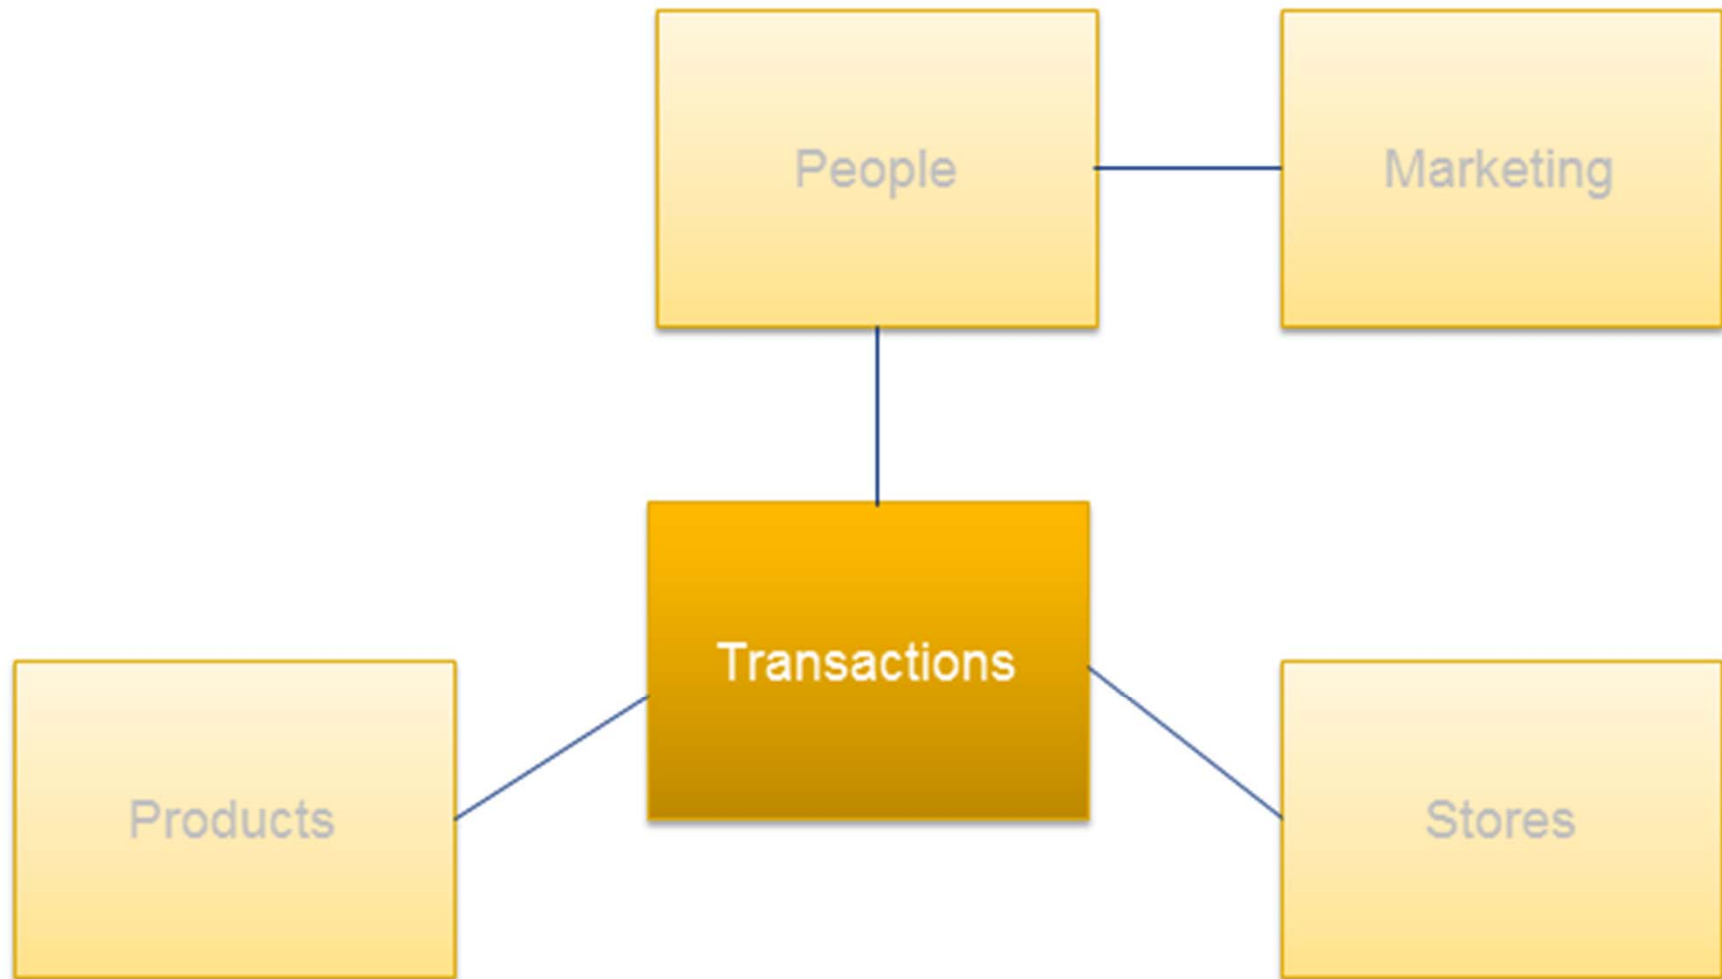 People
Marketing
Transactions
Products
Stores